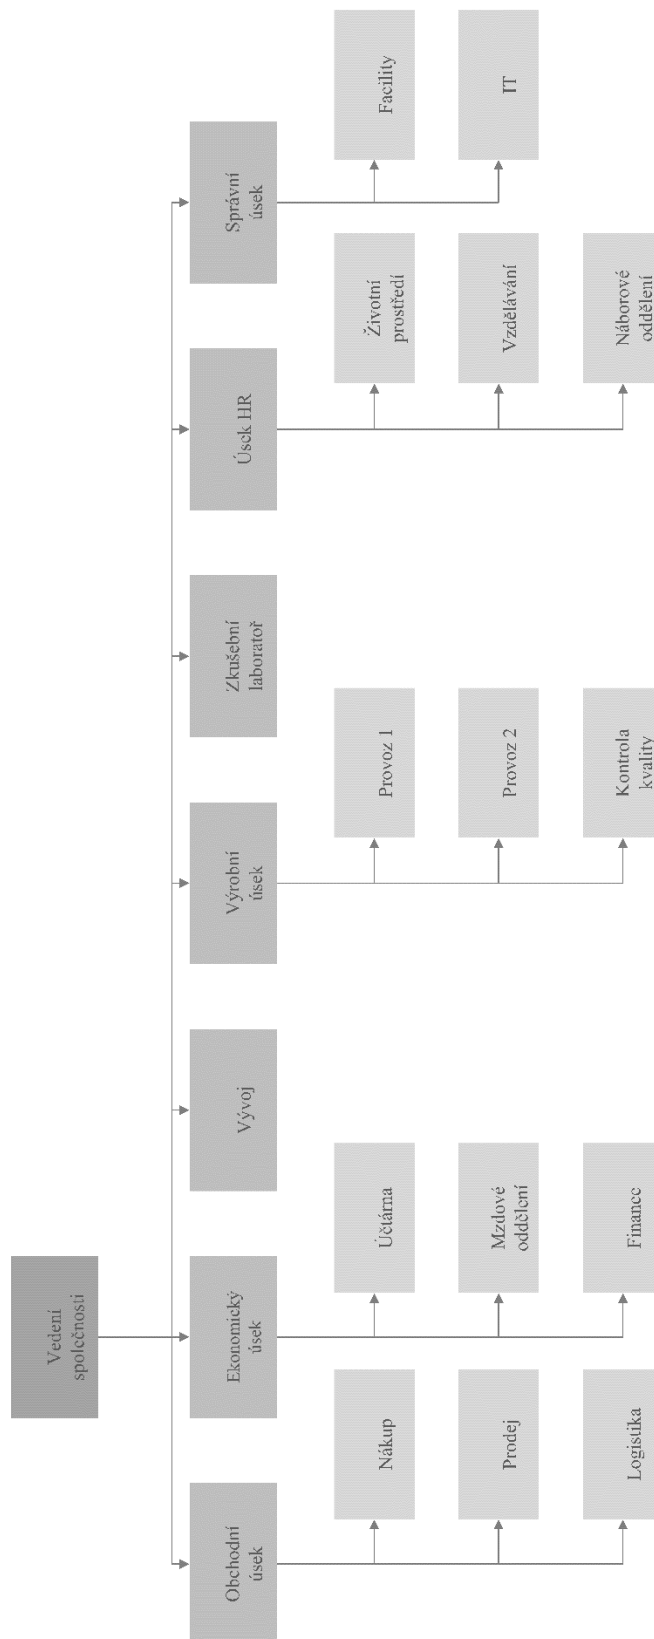 Vedení
společnosti
Obchodní
úsek
Ekonomický
úsek
Vývoj
Výrobní
úsek
Zkušební
laboratoř
Úsek HR
Správní
úsek
Nákup
Prodej
Logistika
Účtárna
Mzdové
oddělení
Finance
Provoz 1
Provoz 2
Kontrola
kvality
Životní
prostředí
Vzdělávání
Náborové
oddělení
Facility
IT